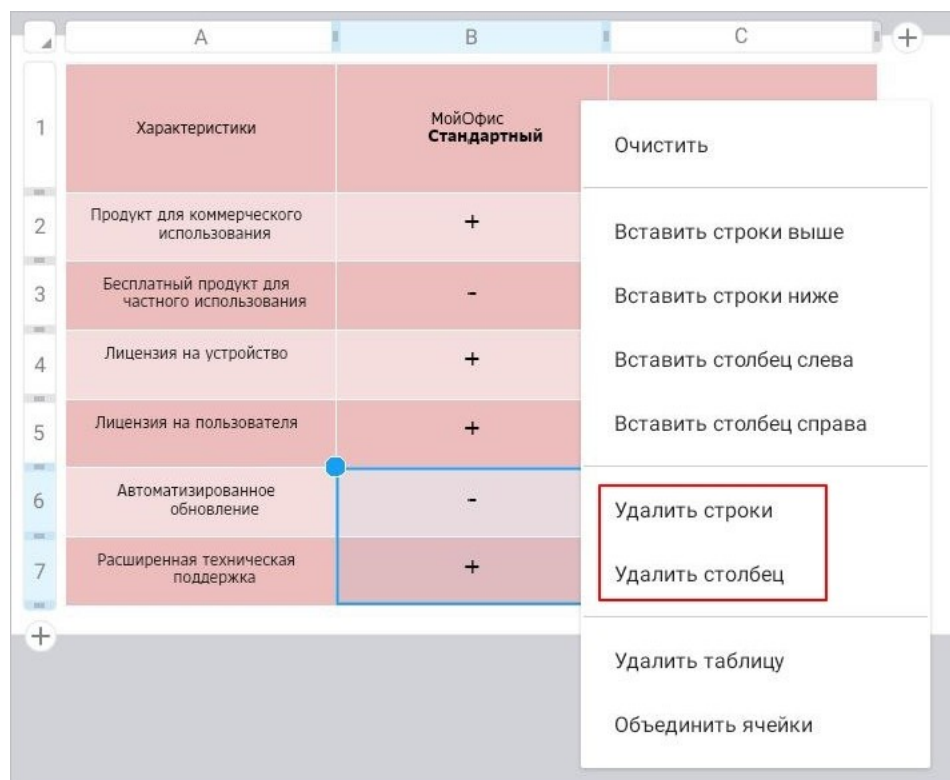 A B C
1 Характеристики МойОфис
Стандартный
2 Продукт для коммерческого
использования +
3 Бесплатный продукт для
частного использования -
4 Лицензия на устройство +
5 Лицензия на пользователя +
6 Автоматизированное
обновление -
7 Расширенная техническая
поддержка +
Очистить
Вставить строки выше
Вставить строки ниже
Вставить столбец слева
Вставить столбец справа
Удалить строки
Удалить столбец
Удалить таблицу
Объединить ячейки